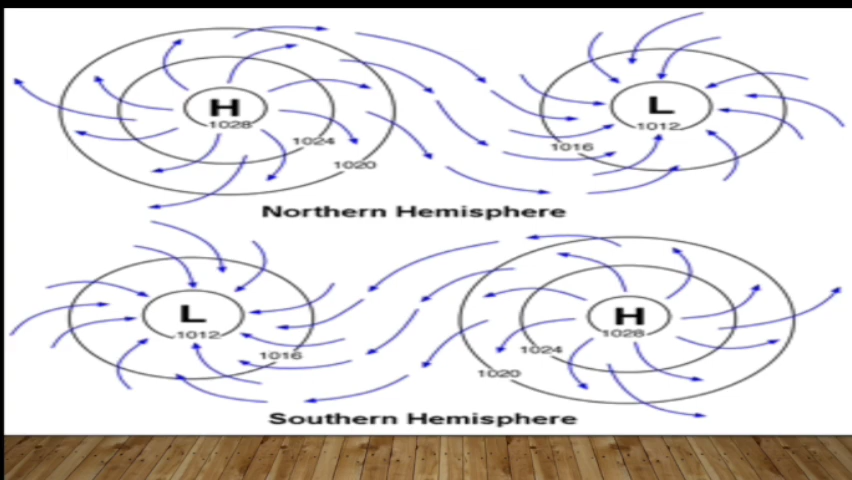 H L
1028 1012
1024
1016
1020
Northern Hemisphere
L H
1012 1028
1024
1016
1020
Southern Hemisphere